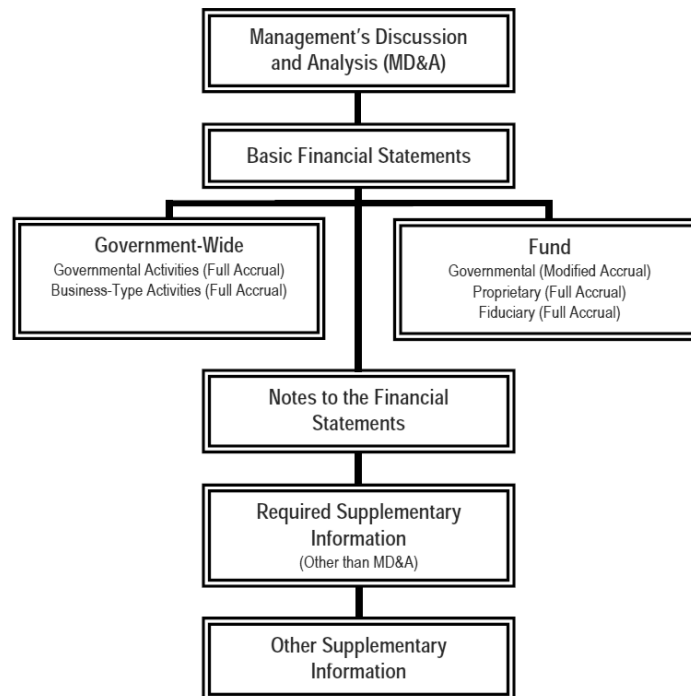 Management's Discussion
and Analysis (MD&A)
Basic Financial Statements
Government-Wide
Governmental Activities (Full Accrual)
Business-Type Activities (Full Accrual)
Fund
Governmental (Modified Accrual)
Proprietary (Full Accrual)
Fiduciary (Full Accrual)
Notes to the Financial
Statements
Required Supplementary
Information
(Other than MD&A)
Other Supplementary
Information